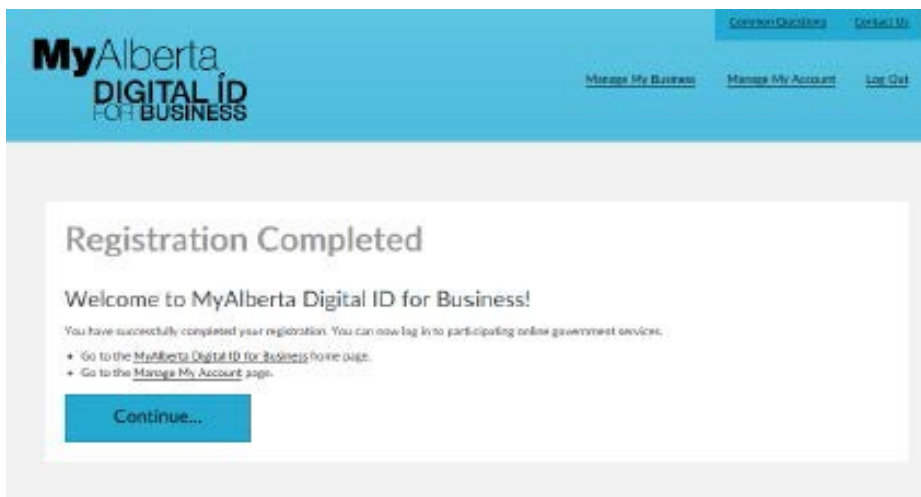 Common Questions Contact Us
MyAlberta
DIGITAL ID
FOR BUSINESS
Manage My Business Manage My Account Log Out
Registration Completed
Welcome to MyAlberta Digital ID for Business!
You have successfully completed your registration. You can now log in to participating online government services.
• Go to the MyAlberta Digital ID for Business home page.
• Go to the Manage My Account page.
Continue...